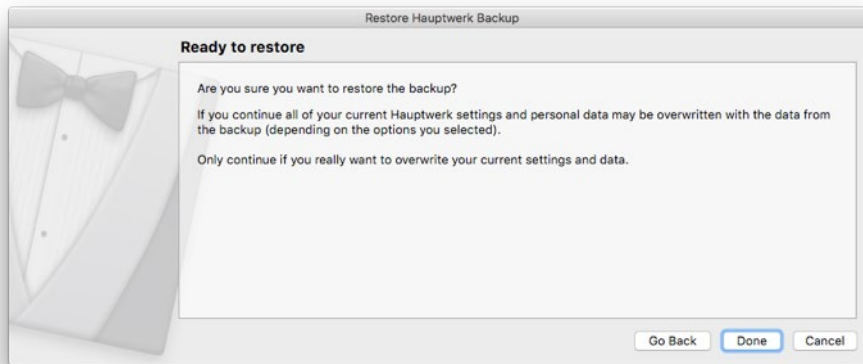 Restore Hauptwerk Backup
Ready to restore
Are you sure you want to restore the backup?
If you continue all of your current Hauptwerk settings and personal data may be overwritten with the data from
the backup (depending on the options you selected).
Only continue if you really want to overwrite your current settings and data.
Go Back Done Cancel